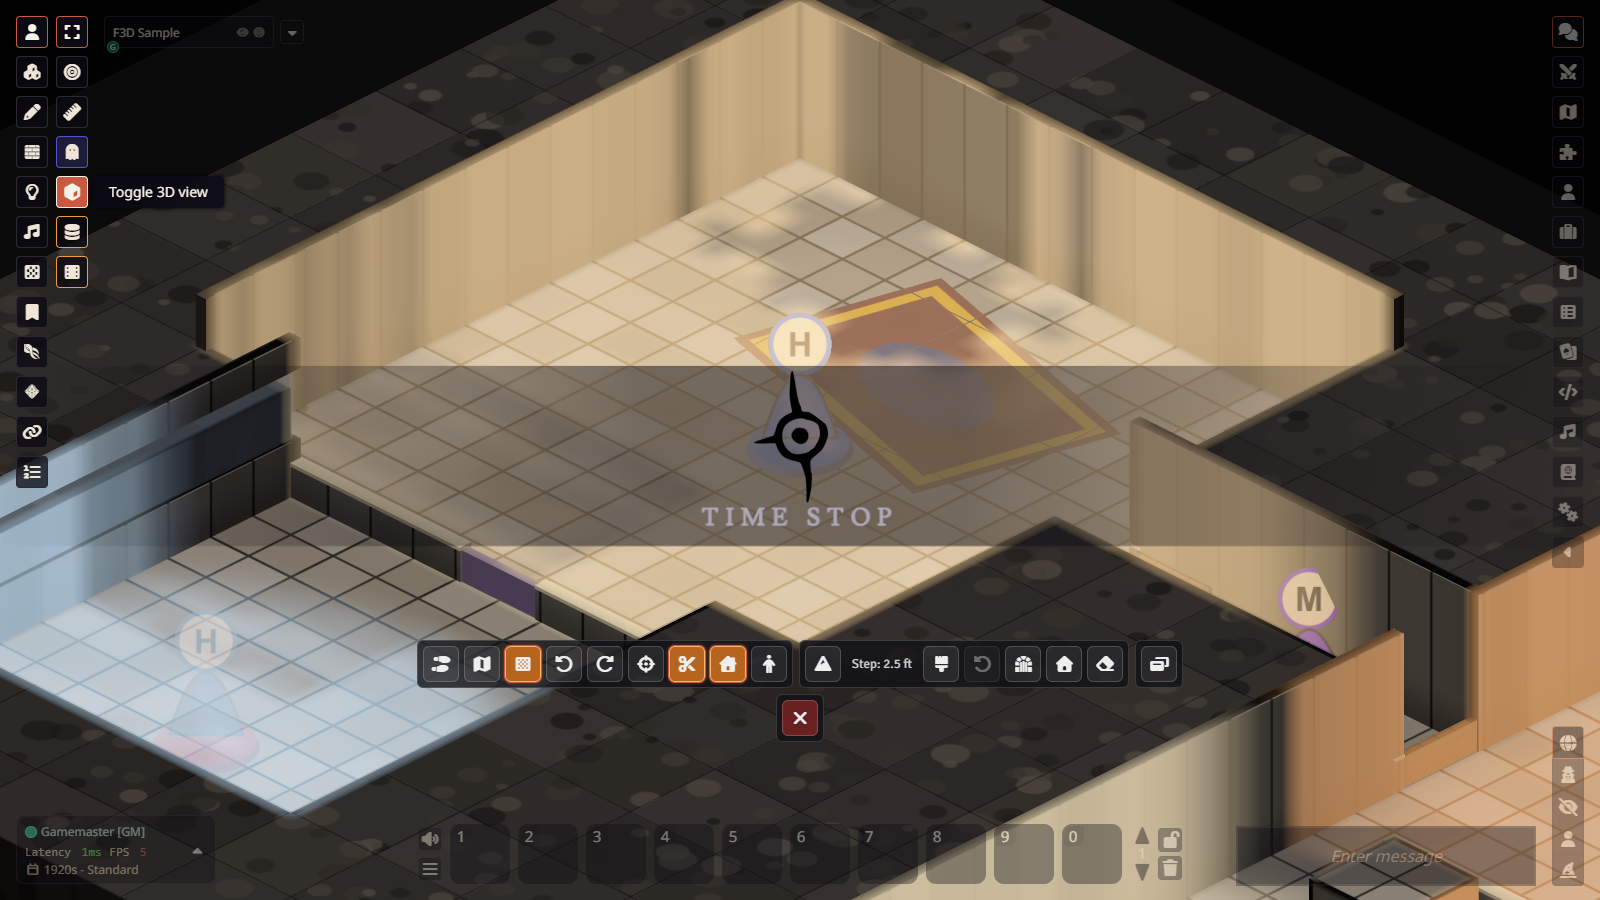 F3D Sample
G
Toggle 3D view
H
TIME STOP
M
H
Step: 2.5 ft
Gamemaster [GM]
Latency 1ms FPS 5
1920s - Standard
1 2 3 4 5 6 7 8 9 0
1
Enter message